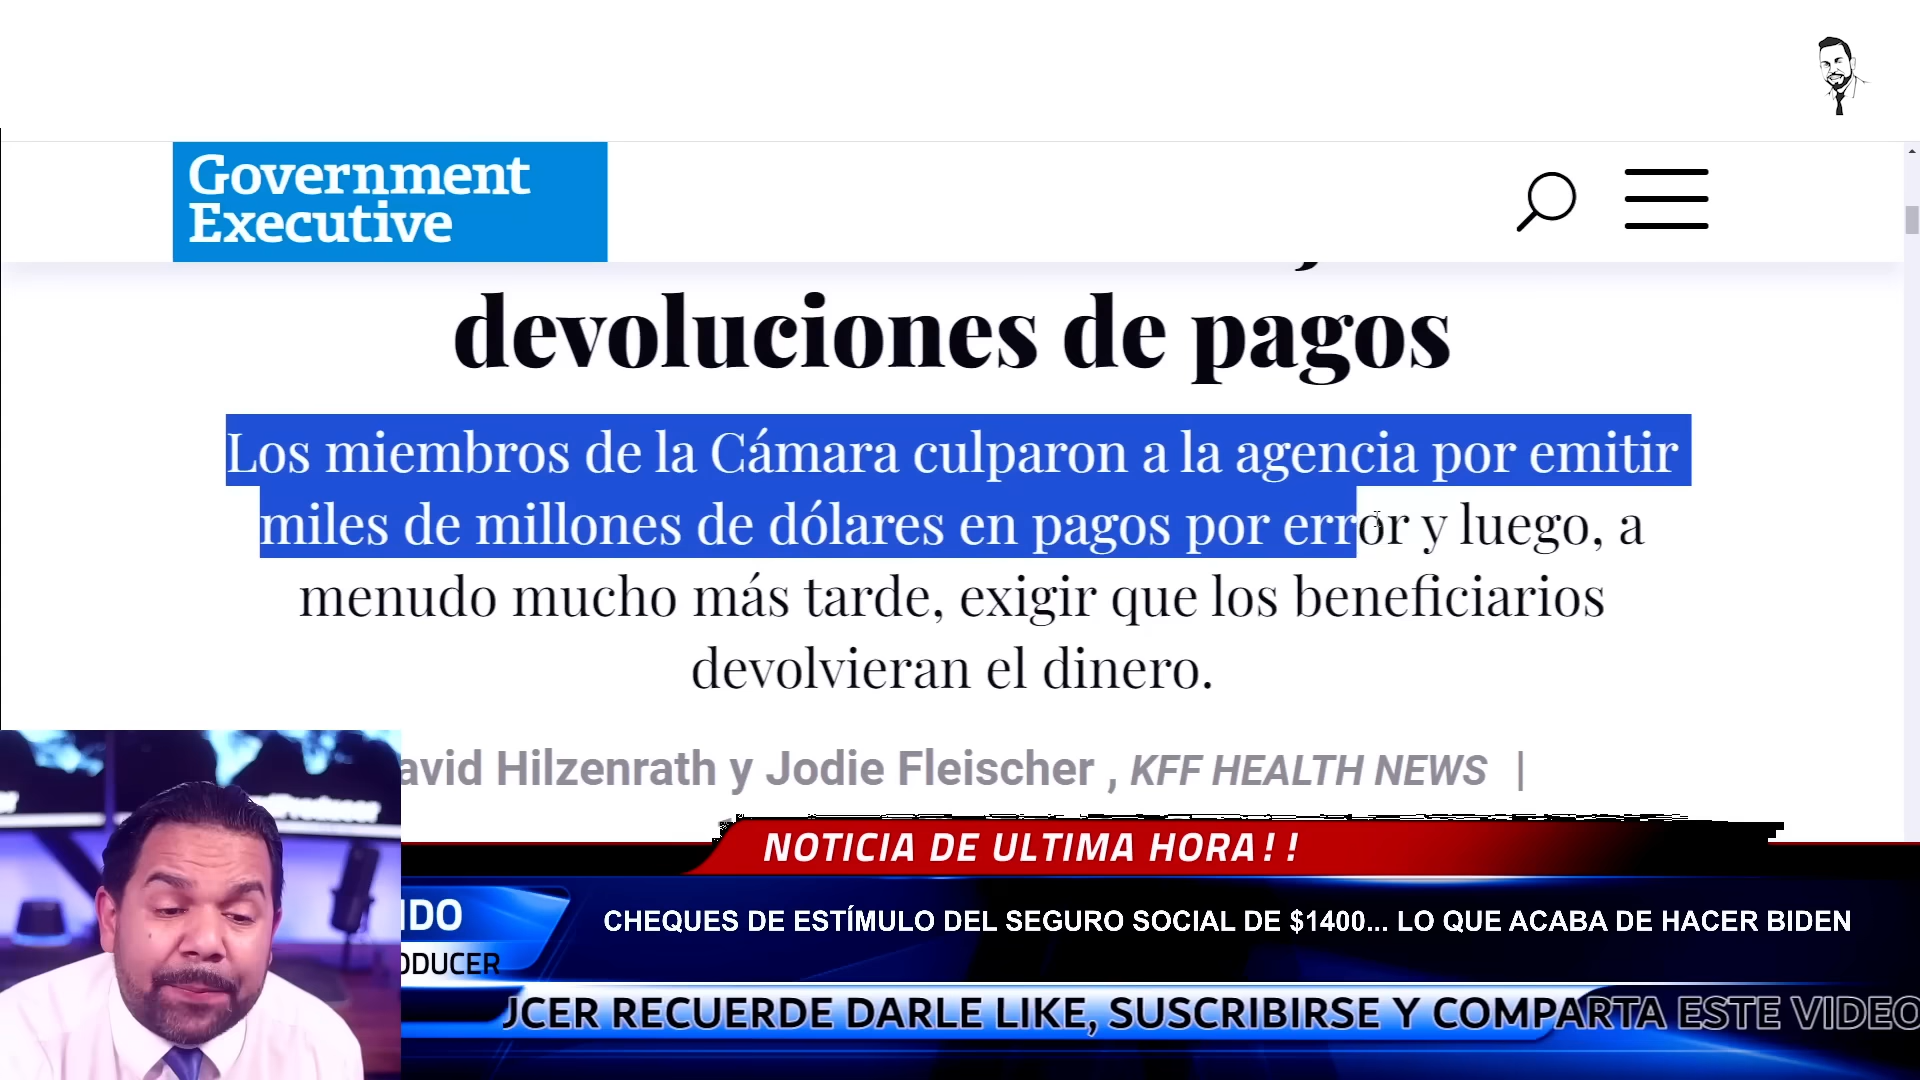 Government
Executive
devoluciones de pagos
Los miembros de la Cámara culparon a la agencia por emitir
miles de millones de dólares en pagos por error y luego, a
menudo mucho más tarde, exigir que los beneficiarios
devolvieran el dinero.
avid Hilzenrath y Jodie Fleischer , KFF HEALTH NEWS |
NOTICIA DE ULTIMA HORA!!
NDO
CHEQUES DE ESTÍMULO DEL SEGURO SOCIAL DE $1400... LO QUE ACABA DE HACER BIDEN
ODUCER
UCER RECUERDE DARLE LIKE, SUSCRIBIRSE Y COMPARTA ESTE VIDEO